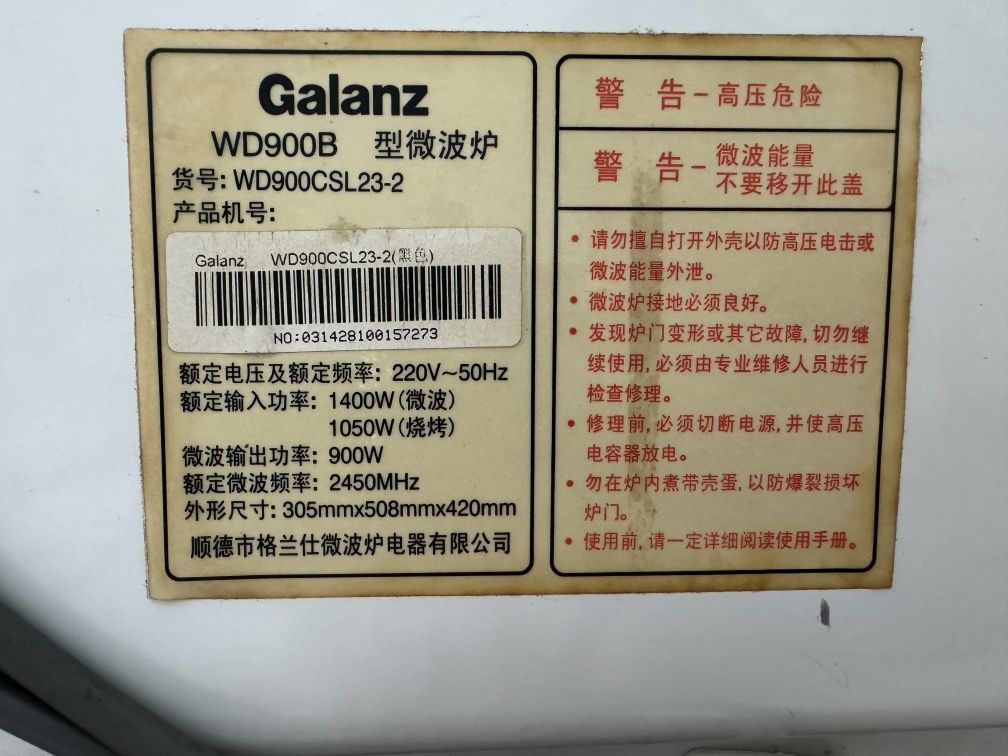 Galanz
WD900B 型微波炉
货号: WD900CSL23-2
产品机号:
Galanz WD900CSL23-2(黑色)
NO:031428100157273
额定电压及额定频率: 220V~50Hz
额定输入功率: 1400W(微波)
1050W(烧烤)
微波输出功率: 900W
额定微波频率: 2450MHz
外形尺寸: 305mmx508mmx420mm
顺德市格兰仕微波炉电器有限公司
警 告-高压危险
警 告-微波能量
不要移开此盖
• 请勿擅自打开外壳以防高压电击或
微波能量外泄。
• 微波炉接地必须良好。
• 发现炉门变形或其它故障,切勿继
续使用,必须由专业维修人员进行
检查修理。
• 修理前,必须切断电源,并使高压
电容器放电。
• 勿在炉内煮带壳蛋,以防爆裂损坏
炉门。
• 使用前,请一定详细阅读使用手册。